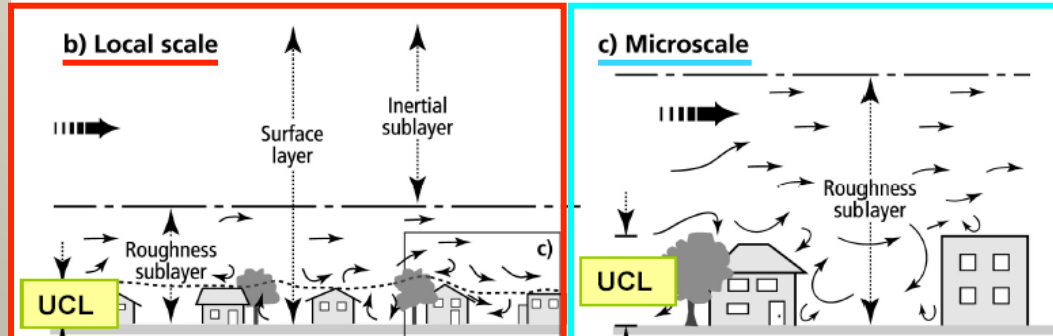 b) Local scale
Inertial
sublayer
Surface
layer
Roughness
sublayer
c)
UCL
c) Microscale
Roughness
sublayer
UCL